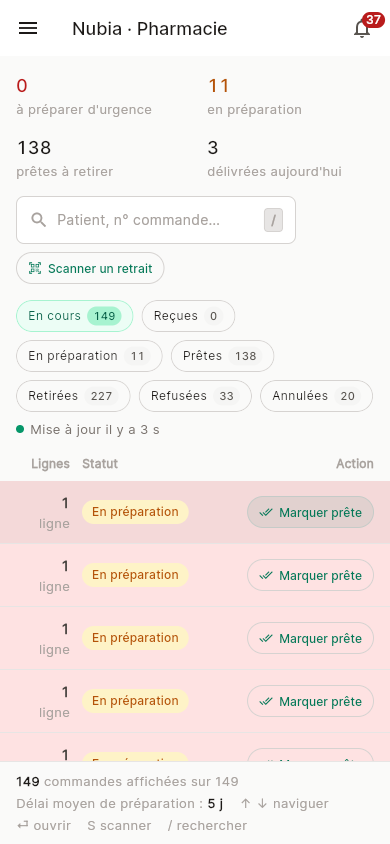 Nubia · Pharmacie
37
0
11
à préparer d'urgence
en préparation
138
3
prêtes à retirer
délivrées aujourd'hui
Patient, n° commande... /
Scanner un retrait
En cours 149
Reçues 0
En préparation 11
Prêtes 138
Retirées 227
Refusées 33
Annulées 20
Mise à jour il y a 3 s
Lignes Statut Action
1
ligne
En préparation
Marquer prête
1
ligne
En préparation
Marquer prête
1
ligne
En préparation
Marquer prête
1
ligne
En préparation
Marquer prête
1
149 commandes affichées sur 149
Délai moyen de préparation : 5 j ↑ ↓ naviguer
↵ ouvrir S scanner / rechercher